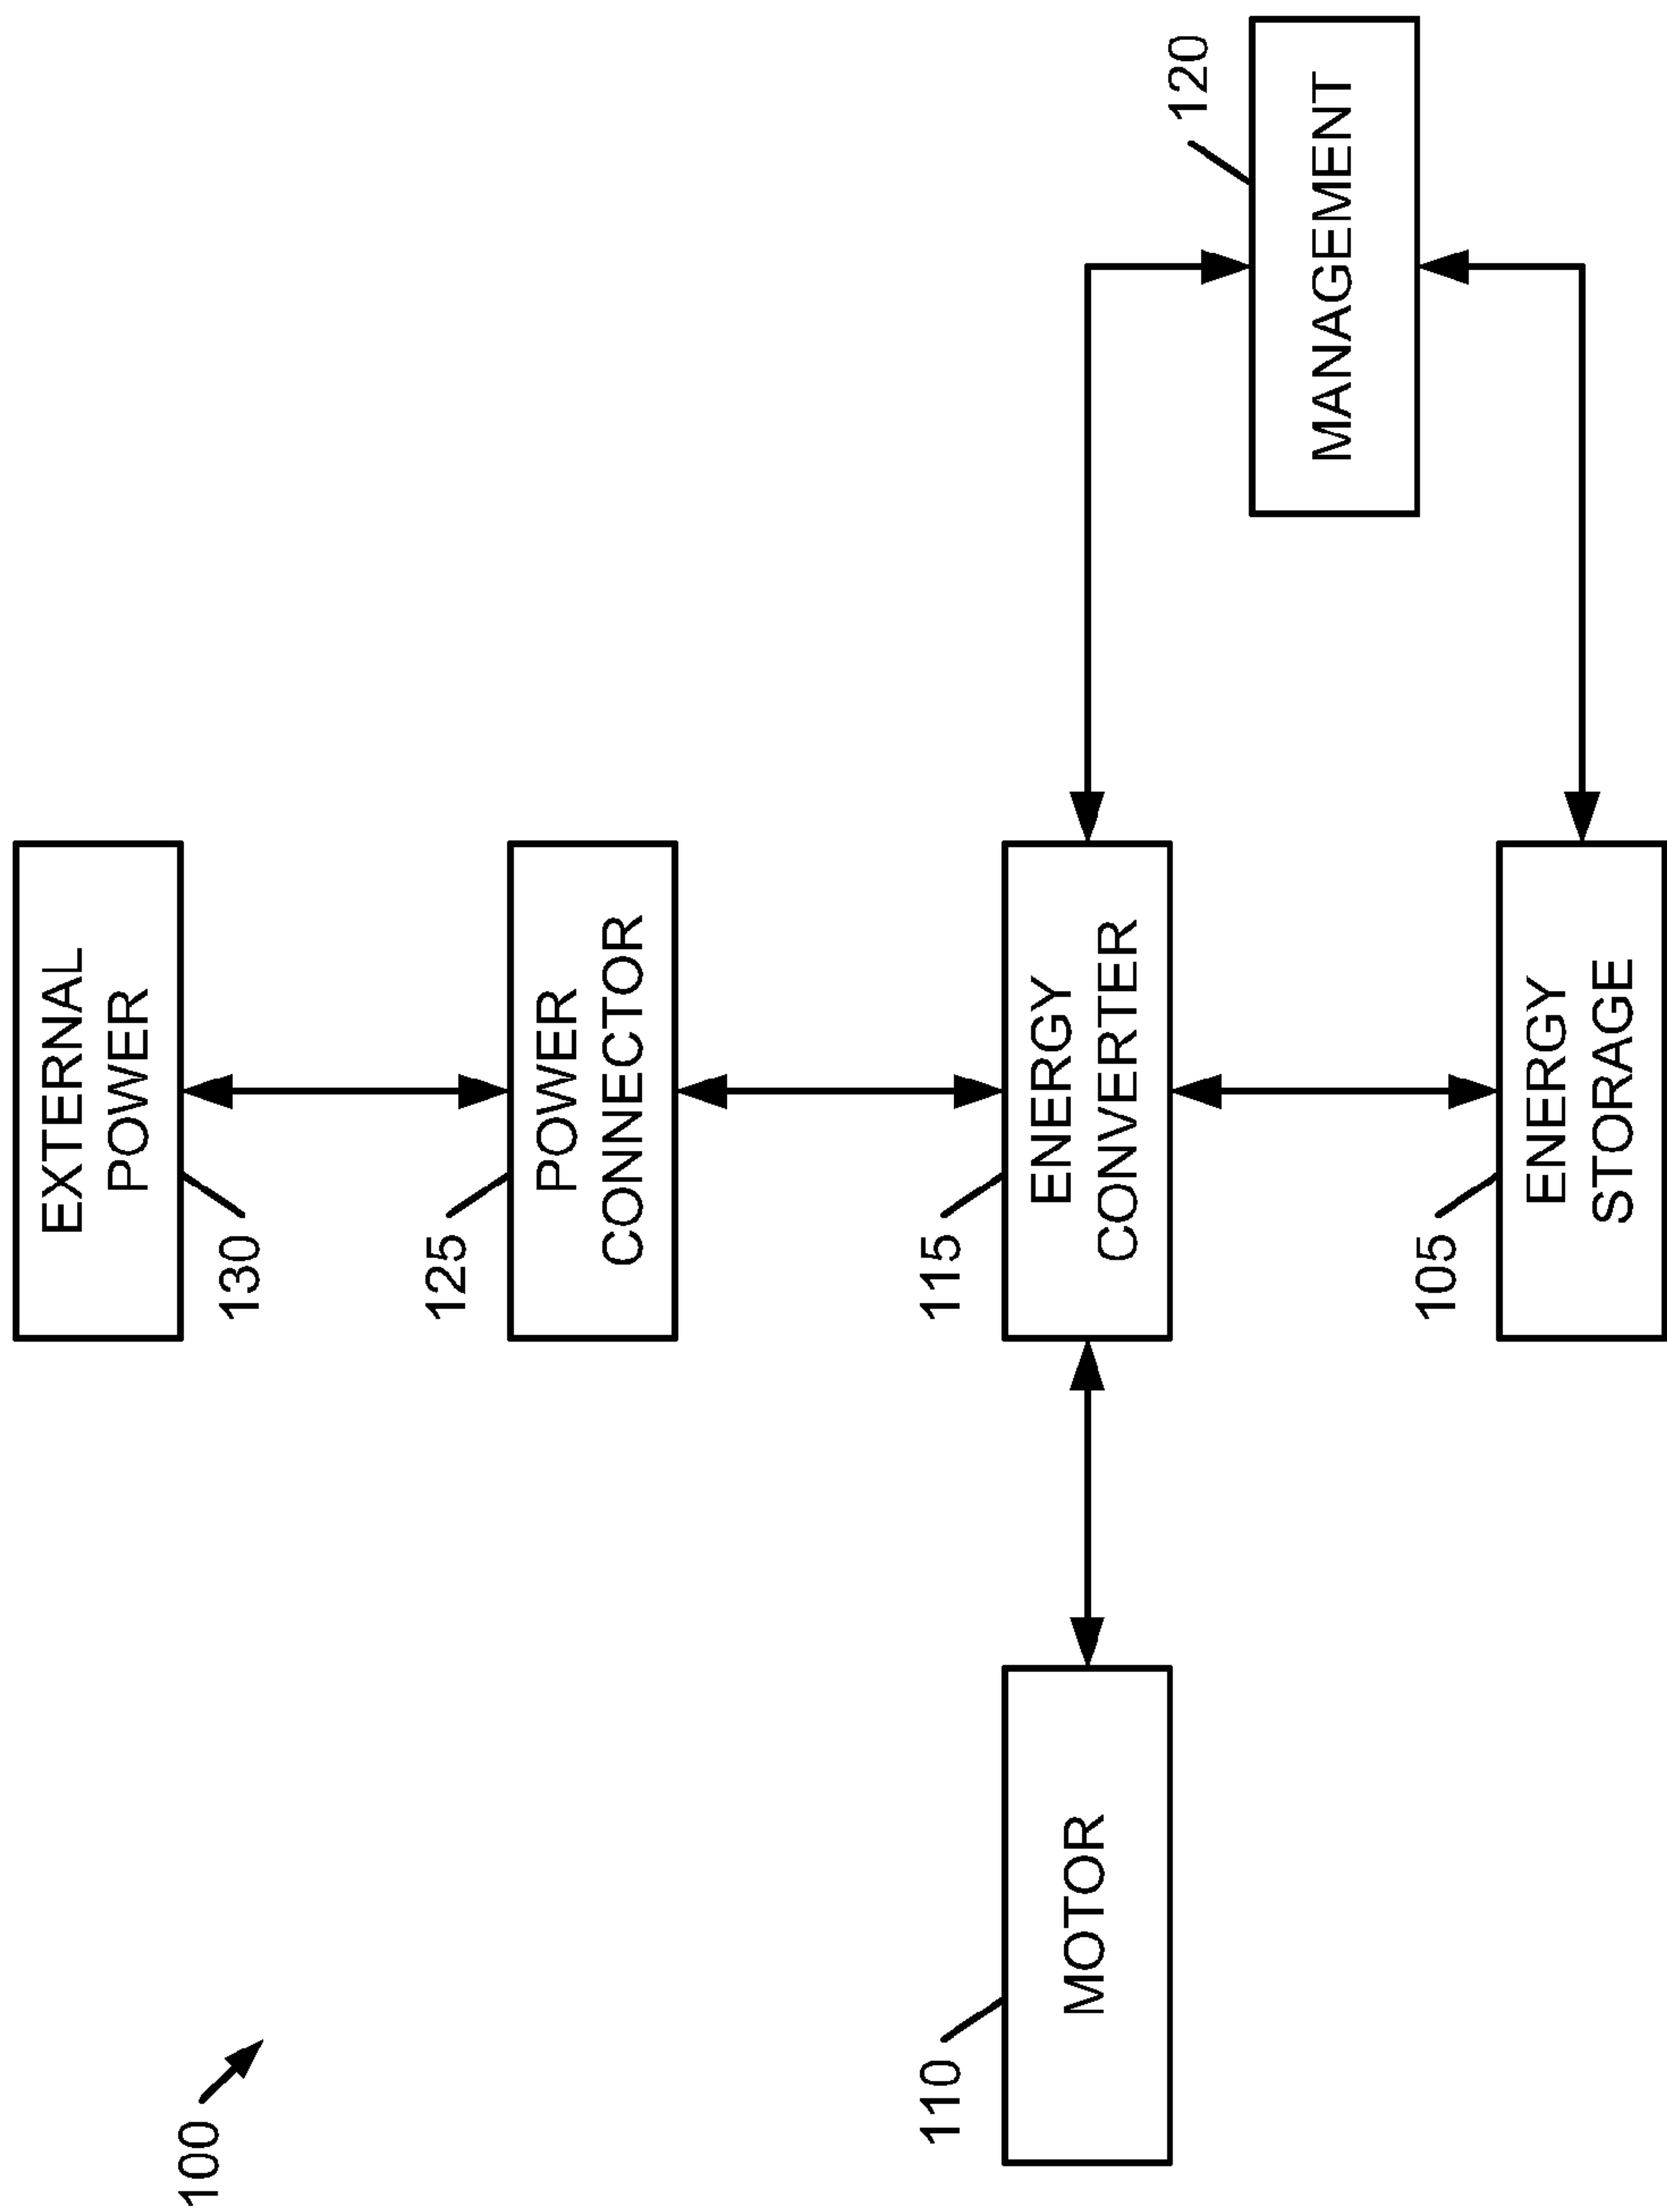 100
EXTERNAL
POWER
130
POWER
CONNECTOR
125
MOTOR
110
ENERGY
CONVERTER
115
MANAGEMENT
120
ENERGY
STORAGE
105